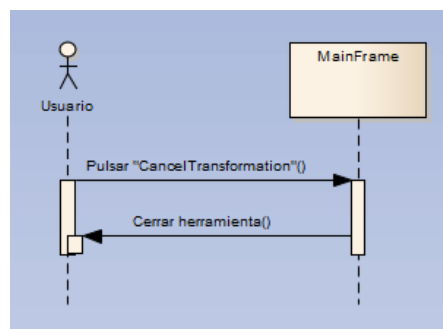 MainFrame
Usuario
Pulsar "CancelTransformation"()
Cerrar herramienta()